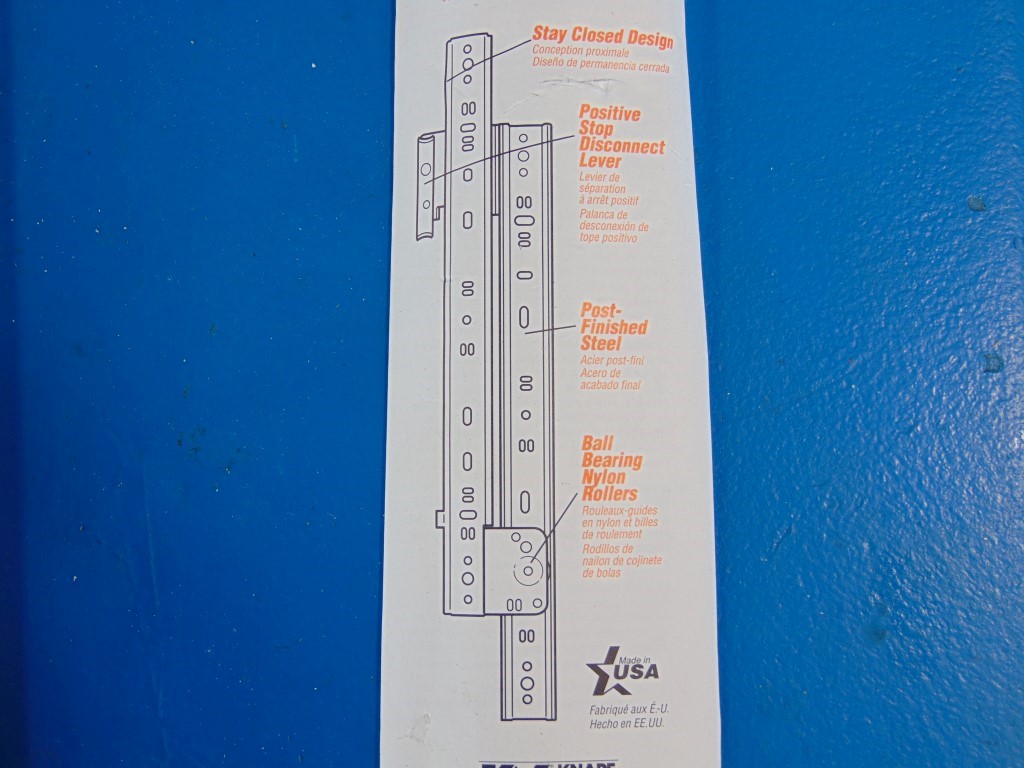 Stay Closed Design
Conception proximale
Diseño de permanencia cerrada
Positive
Stop
Disconnect
Lever
Levier de
séparation
à arrêt positif
Palanca de
desconexión de
tope positivo
Post-
Finished
Steel
Acier post-fini
Acero de
acabado final
Ball
Bearing
Nylon
Rollers
Rouleaux-guides
en nylon et billes
de roulement
Rodillos de
nailon de cojinete
de bolas
Made in
USA
Fabriqué aux É.-U.
Hecho en EE.UU.
KNAPE